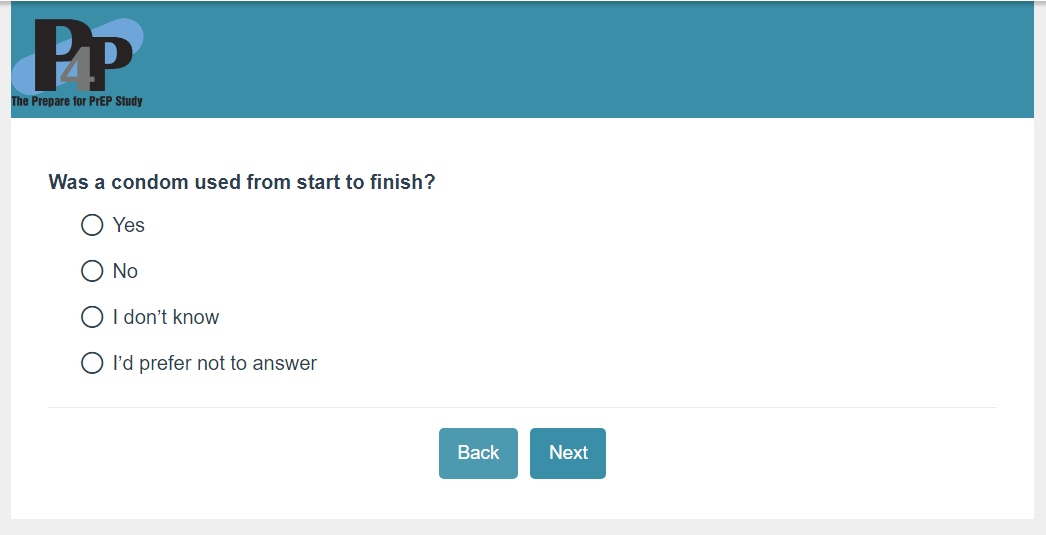 P4P
The Prepare for PrEP Study
Was a condom used from start to finish?
Yes
No
I don’t know
I’d prefer not to answer
Back Next